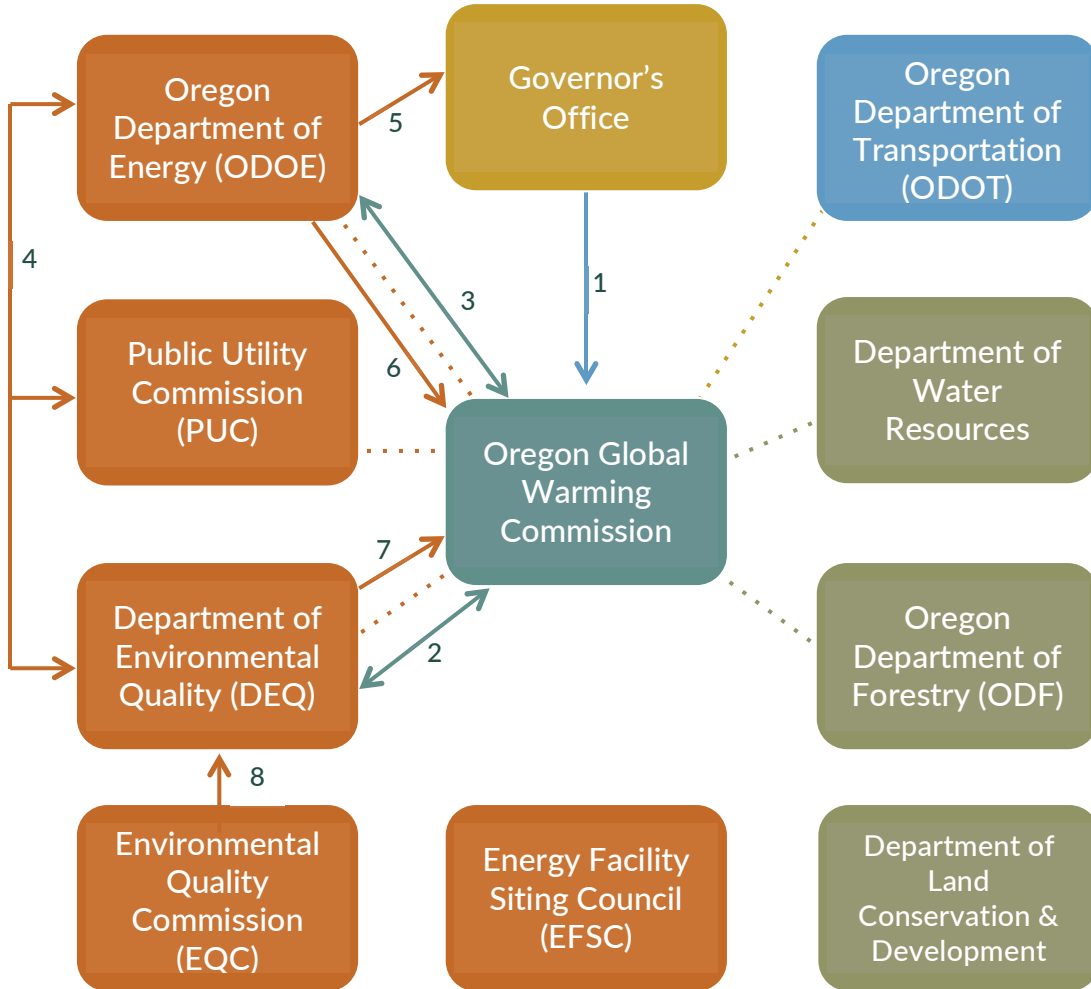 Oregon
Department of
Energy (ODOE)
5
Governor’s
Office
Oregon
Department of
Transportation
(ODOT)
4
3
1
Public Utility
Commission
(PUC)
6
Department of
Water
Resources
Oregon Global
Warming
Commission
7
Department of
Environmental
Quality (DEQ)
2
Oregon
Department of
Forestry (ODF)
8
Environmental
Quality
Commission
(EQC)
Energy Facility
Siting Council
(EFSC)
Department of
Land
Conservation &
Development